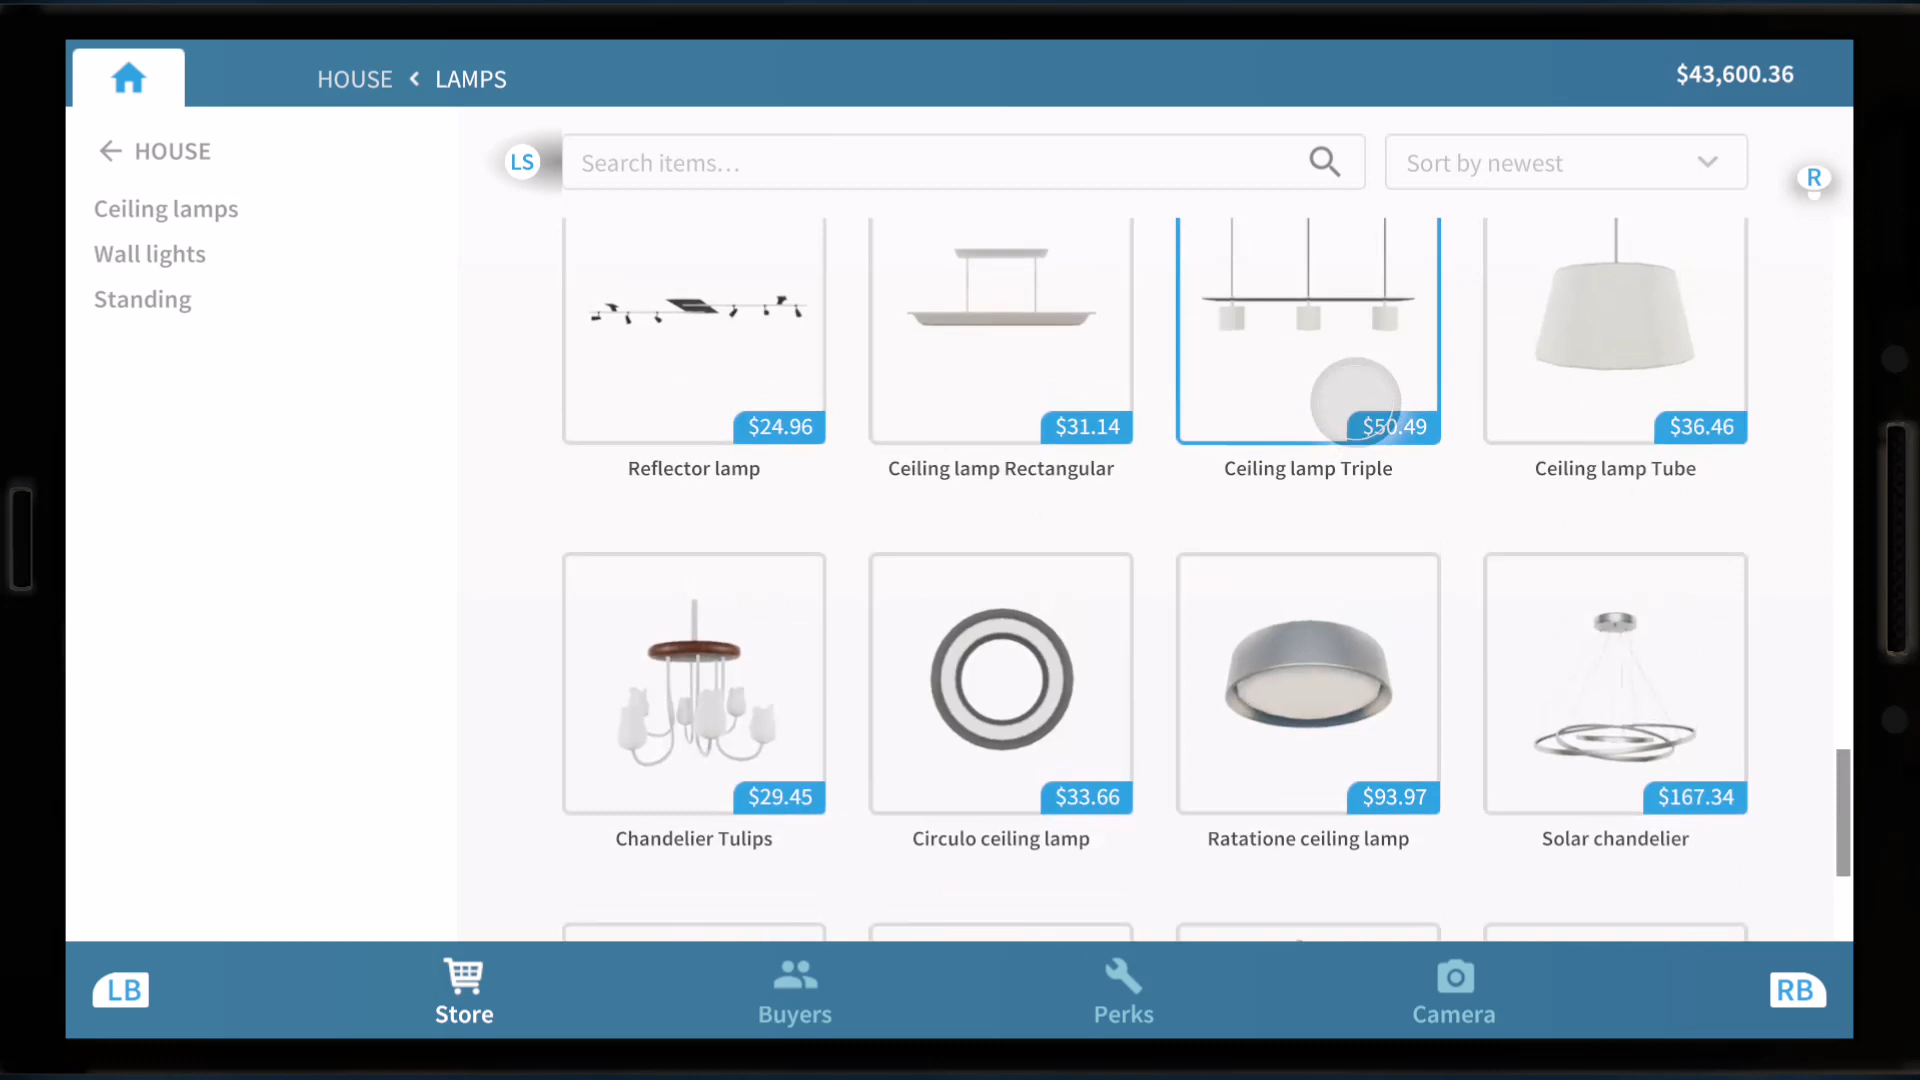 HOUSE < LAMPS
$43,600.36
HOUSE
Ceiling lamps
Wall lights
Standing
LS
Search items...
Sort by newest
R
$24.96
$31.14
$50.49
$36.46
Reflector lamp
Ceiling lamp Rectangular
Ceiling lamp Triple
Ceiling lamp Tube
$29.45
$33.66
$93.97
$167.34
Chandelier Tulips
Circulo ceiling lamp
Ratatione ceiling lamp
Solar chandelier
LB
Store
Buyers
Perks
Camera
RB